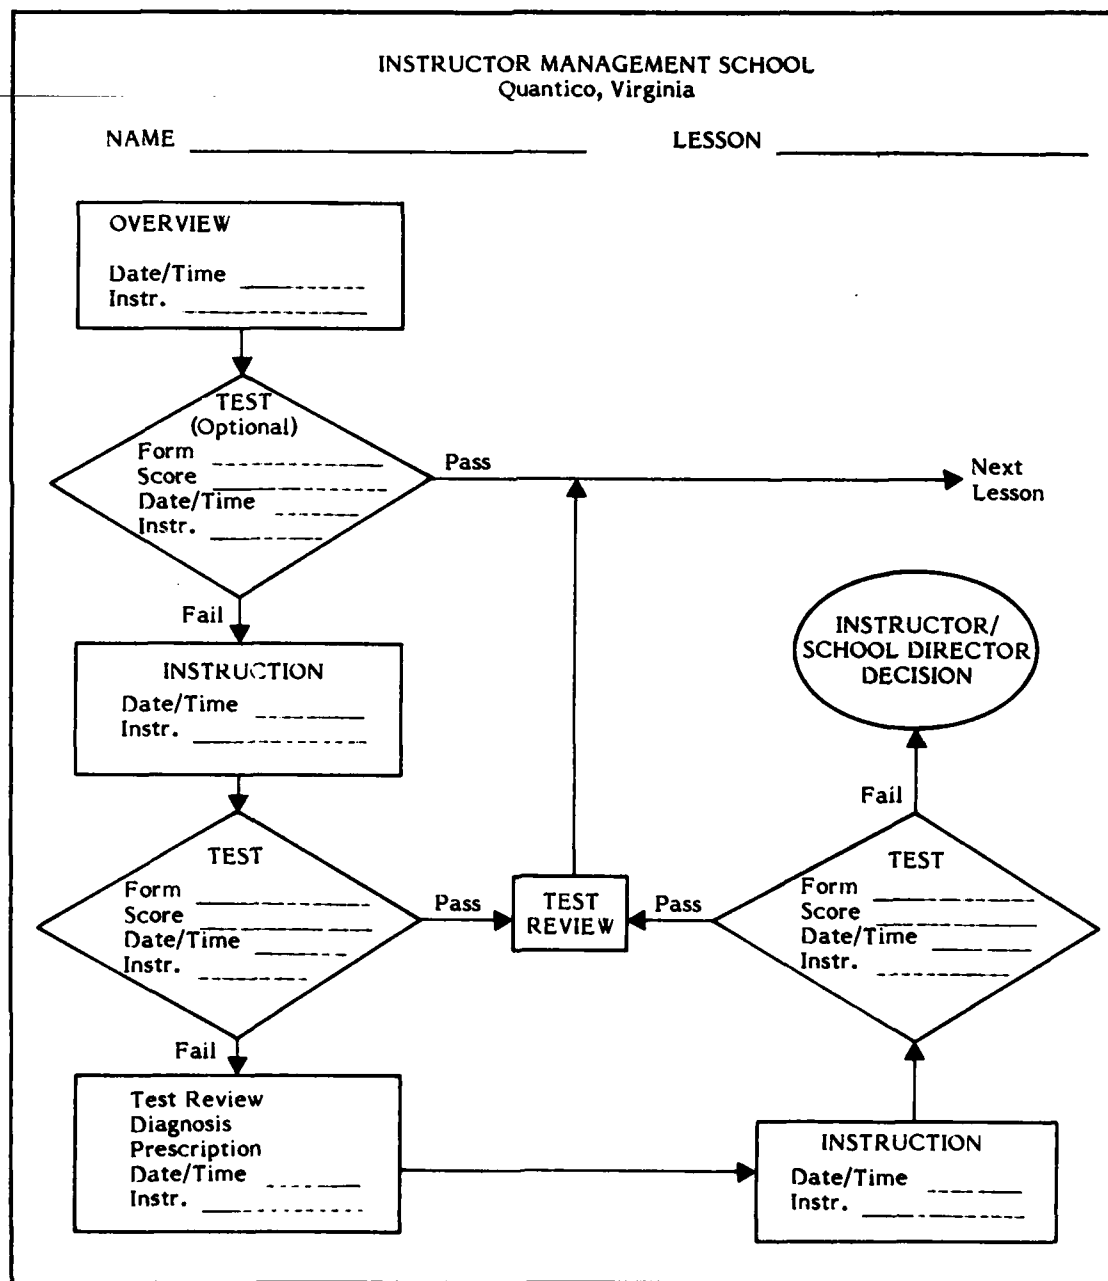 INSTRUCTOR MANAGEMENT SCHOOL
Quantico, Virginia
NAME
LESSON
OVERVIEW
Date/Time
Instr.
TEST
(Optional)
Form
Score
Date/Time
Instr.
Pass
Next
Lesson
Fail
INSTRUCTION
Date/Time
Instr.
TEST
Form
Score
Date/Time
Instr.
Pass
TEST
REVIEW
Fail
Test Review
Diagnosis
Prescription
Date/Time
Instr.
INSTRUCTION
Date/Time
Instr.
TEST
Form
Score
Date/Time
Instr.
Pass
Fail
INSTRUCTOR/
SCHOOL DIRECTOR
DECISION